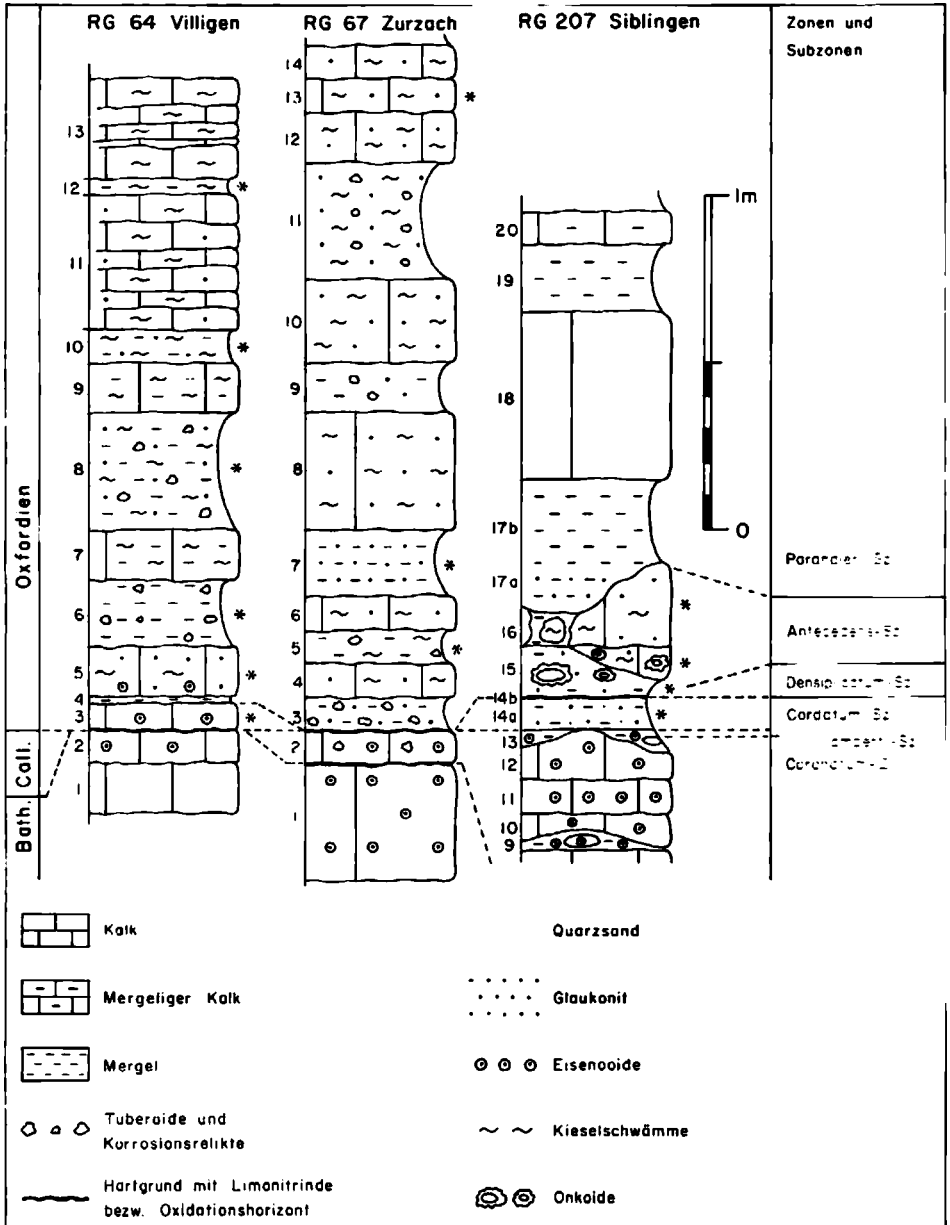 RG 64 Villigen
RG 67 Zurzach
RG 207 Siblingen
Zonen und
Subzonen
Oxfordien
Cal.
Bath.
13
12
11
10
9
8
7
6
5
4
3
2
1
14
13
12
11
10
9
8
7
6
5
4
3
2
1
20
19
18
17b
17a
16
15
14b
14a
13
12
11
10
9
1m
0
Antecedens-Sz
Cordatum-Sz
Kalk
Mergeliger Kalk
Mergel
Tuberoide und
Korrosionsrelikte
Hartgrund mit Limonitrinde
bezw. Oxidationshorizont
Quarzsand
Glaukonit
Eisenooide
Kieselschwämme
Onkoide